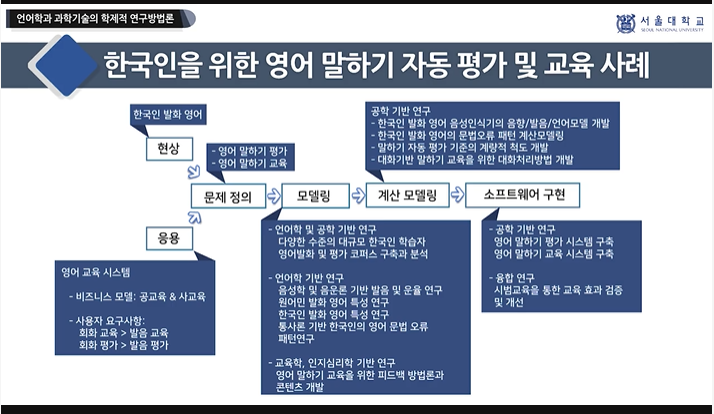 언어학과 과학기술의 학제적 연구방법론
서울대학교
SEOUL NATIONAL UNIVERSITY
한국인을 위한 영어 말하기 자동 평가 및 교육 사례
한국인 발화 영어
현상
- 영어 말하기 평가
- 영어 말하기 교육
공학 기반 연구
- 한국인 발화 영어 음성인식기의 음향/발음/언어모델 개발
- 한국인 발화 영어의 문법오류 패턴 계산모델링
- 말하기 자동 평가 기준의 계량적 척도 개발
- 대화기반 말하기 교육을 위한 대화처리방법 개발
문제 정의
모델링
계산 모델링
소프트웨어 구현
응용
영어 교육 시스템
- 비즈니스 모델: 공교육 & 사교육
- 사용자 요구사항:
회화 교육 > 발음 교육
회화 평가 > 발음 평가
- 언어학 및 공학 기반 연구
다양한 수준의 대규모 한국인 학습자
영어발화 및 평가 코퍼스 구축과 분석
- 언어학 기반 연구
음성학 및 음운론 기반 발음 및 운율 연구
원어민 발화 영어 특성 연구
한국인 발화 영어 특성 연구
통사론 기반 한국인의 영어 문법 오류
패턴연구
- 교육학, 인지심리학 기반 연구
영어 말하기 교육을 위한 피드백 방법론과
콘텐츠 개발
- 공학 기반 연구
영어 말하기 평가 시스템 구축
영어 말하기 교육 시스템 구축
- 융합 연구
시범교육을 통한 교육 효과 검증
및 개선